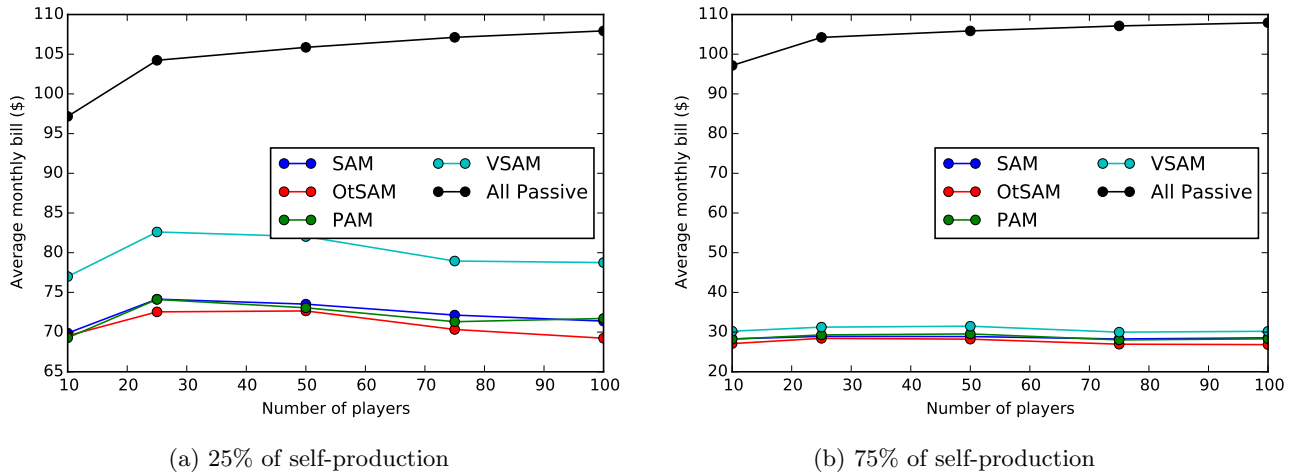 110
105
100
95
90
85
80
75
70
65
Average monthly bill ($)
SAM
OtSAM
PAM
VSAM
All Passive
10 20 30 40 50 60 70 80 90 100
Number of players
(a) 25% of self-production
110
100
90
80
70
60
50
40
30
20
Average monthly bill ($)
SAM
OtSAM
PAM
VSAM
All Passive
10 20 30 40 50 60 70 80 90 100
Number of players
(b) 75% of self-production